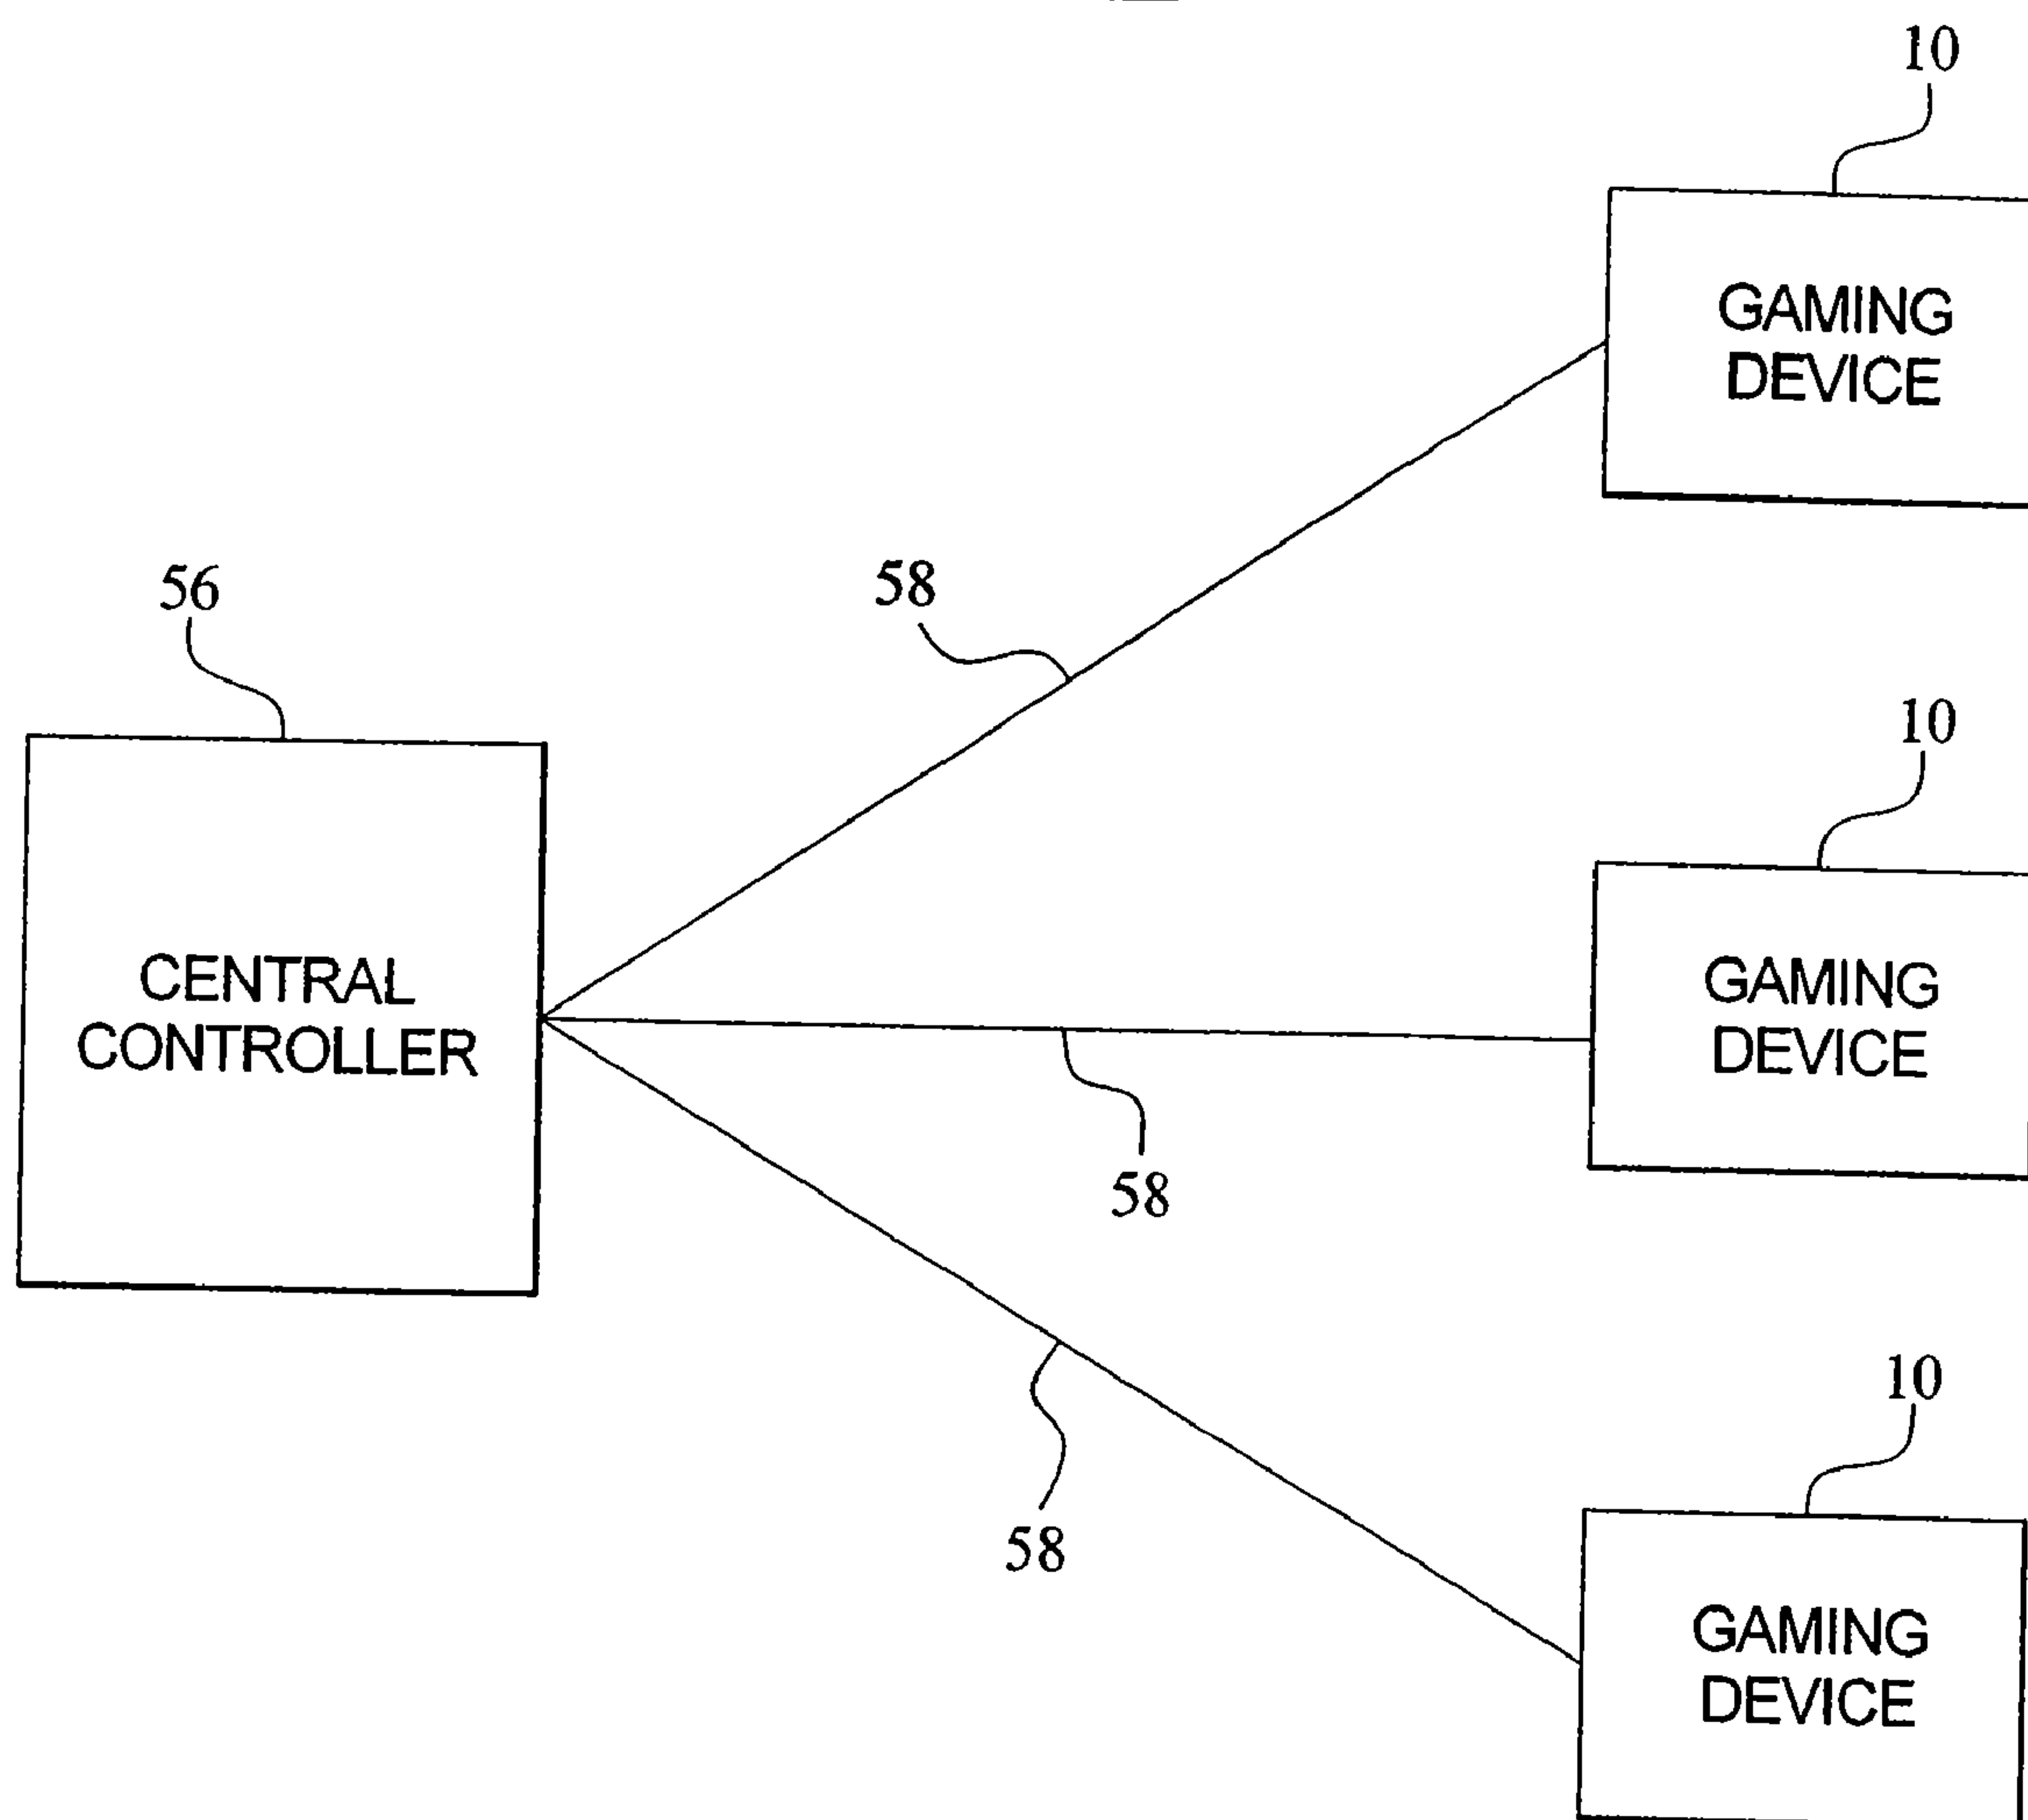 10
GAMING
DEVICE
58
56
10
CENTRAL
CONTROLLER
GAMING
DEVICE
58
10
58
GAMING
DEVICE